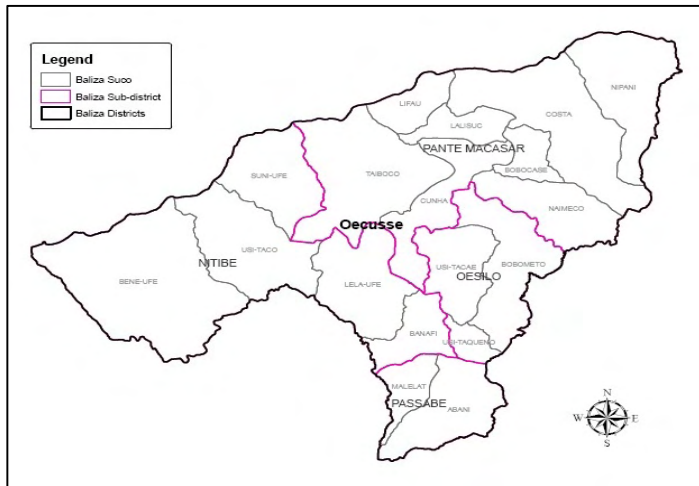 Legend
Baliza Suco
Baliza Sub-district
Baliza Districts
NIPANI
LIFAU
COSTA
LALISUC
PANTE MACASAR
BOBOCASE
SUNI-UFE
TAIBOCO
CUNHA
NAIMECO
Oecusse
USI-TACO
NITIBE
USI-TACAE
BOBOMETO
OESILO
BENE-UFE
LELA-UFE
BANAFI
USI-TAQUENO
MALELAT
PASSABE
ABANI
N
W
E
S